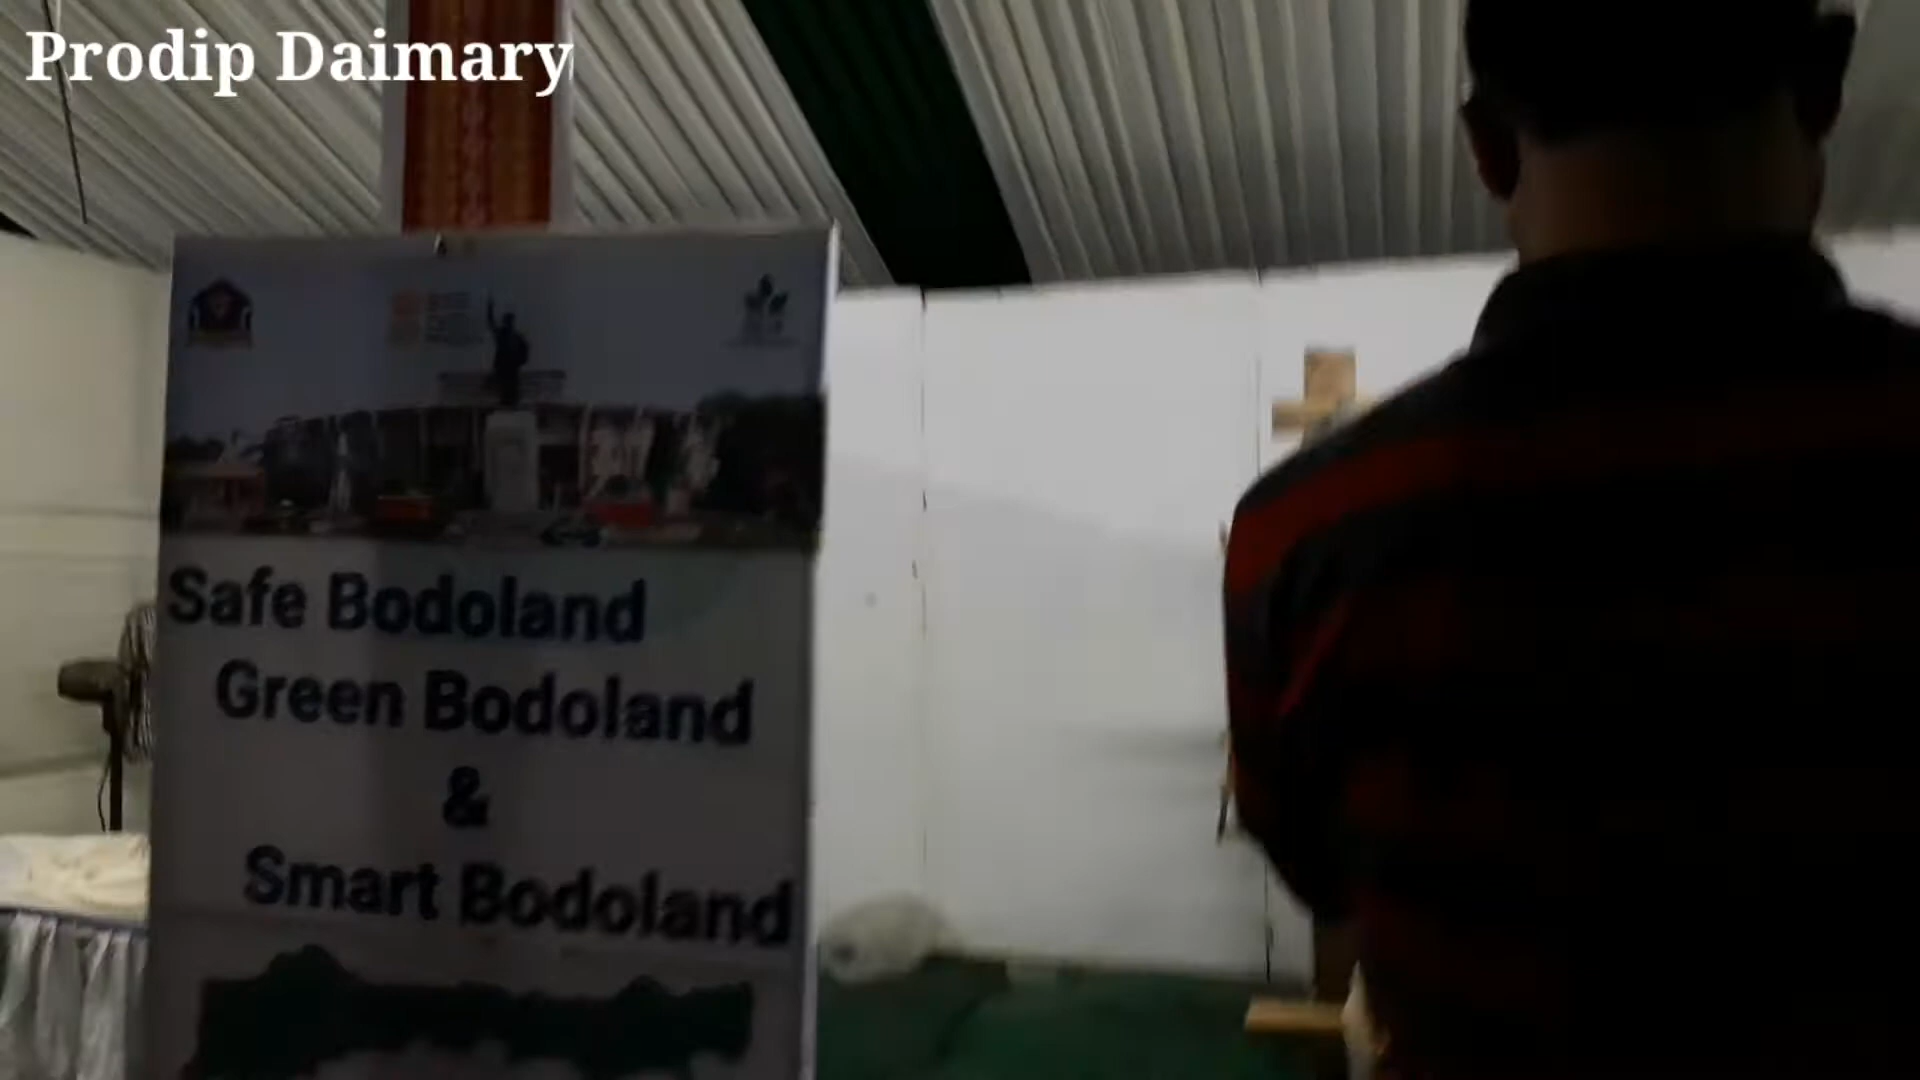 Prodip Daimary
Safe Bodoland
Green Bodoland
&
Smart Bodoland